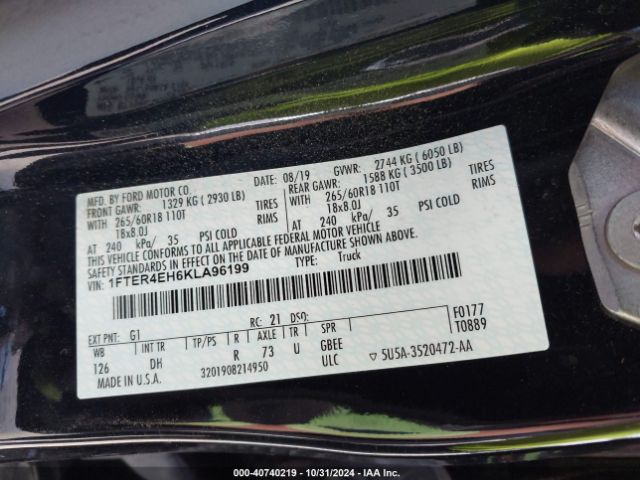 MFD. BY FORD MOTOR CO.
DATE: 08/19 GVWR: 2744 KG ( 6050 LB)
FRONT GAWR: 1329 KG ( 2930 LB)
REAR GAWR: 1588 KG ( 3500 LB)
WITH 265/60R18 110T TIRES
265/60R18 110T TIRES
18x8.0J RIMS
WITH 18x8.0J RIMS
AT 240 kPa/ 35 PSI COLD
AT 240 kPa/ 35 PSI COLD
THIS VEHICLE CONFORMS TO ALL APPLICABLE FEDERAL MOTOR VEHICLE
SAFETY STANDARDS IN EFFECT ON THE DATE OF MANUFACTURE SHOWN ABOVE.
VIN: 1FTER4EH6KLA96199
TYPE: Truck
F0177
T0889
EXT PNT: G1 RC: 21 DSO:
WB INT TR TP/PS R AXLE TR SPR
126 DH R 73 U GBEE
MADE IN U.S.A. 3201908214950 ULC
5U5A-3520472-AA
000-40740219 - 10/31/2024 - IAA Inc.